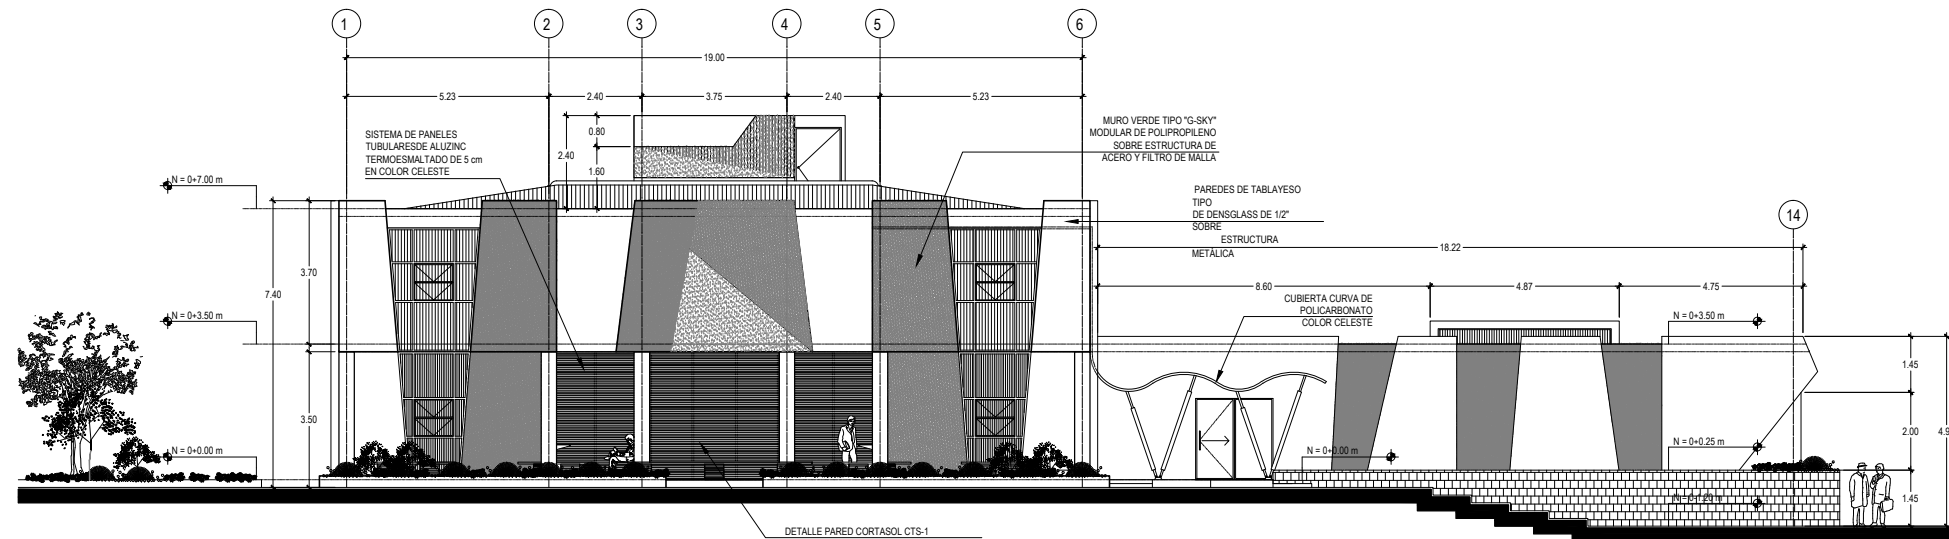 1 2 3 4 5 6
19.00
5.23 2.40 3.75 2.40 5.23
MURO VERDE TIPO "G-SKY"
MODULAR DE POLIPROPILENO
SOBRE ESTRUCTURA DE
ACERO Y FILTRO DE MALLA
SISTEMA DE PANELES
TUBULARESDE ALUZINC
TERMOESMALTADO DE 5 cm
EN COLOR CELESTE
0.80
2.40
1.60
N = 0+7.00 m
PAREDES DE TABLAYESO
TIPO
DE DENSGLASS DE 1/2"
SOBRE
ESTRUCTURA
METÁLICA
14
18.22
3.70
7.40
8.60 4.87 4.75
CUBIERTA CURVA DE
POLICARBONATO
COLOR CELESTE
N = 0+3.50 m
N = 0+3.50 m
1.45
3.50
2.00
N = 0+0.00 m
N = 0+0.00 m
N = 0+0.25 m
N = 0-1.20 m
1.45
DETALLE PARED CORTASOL CTS-1